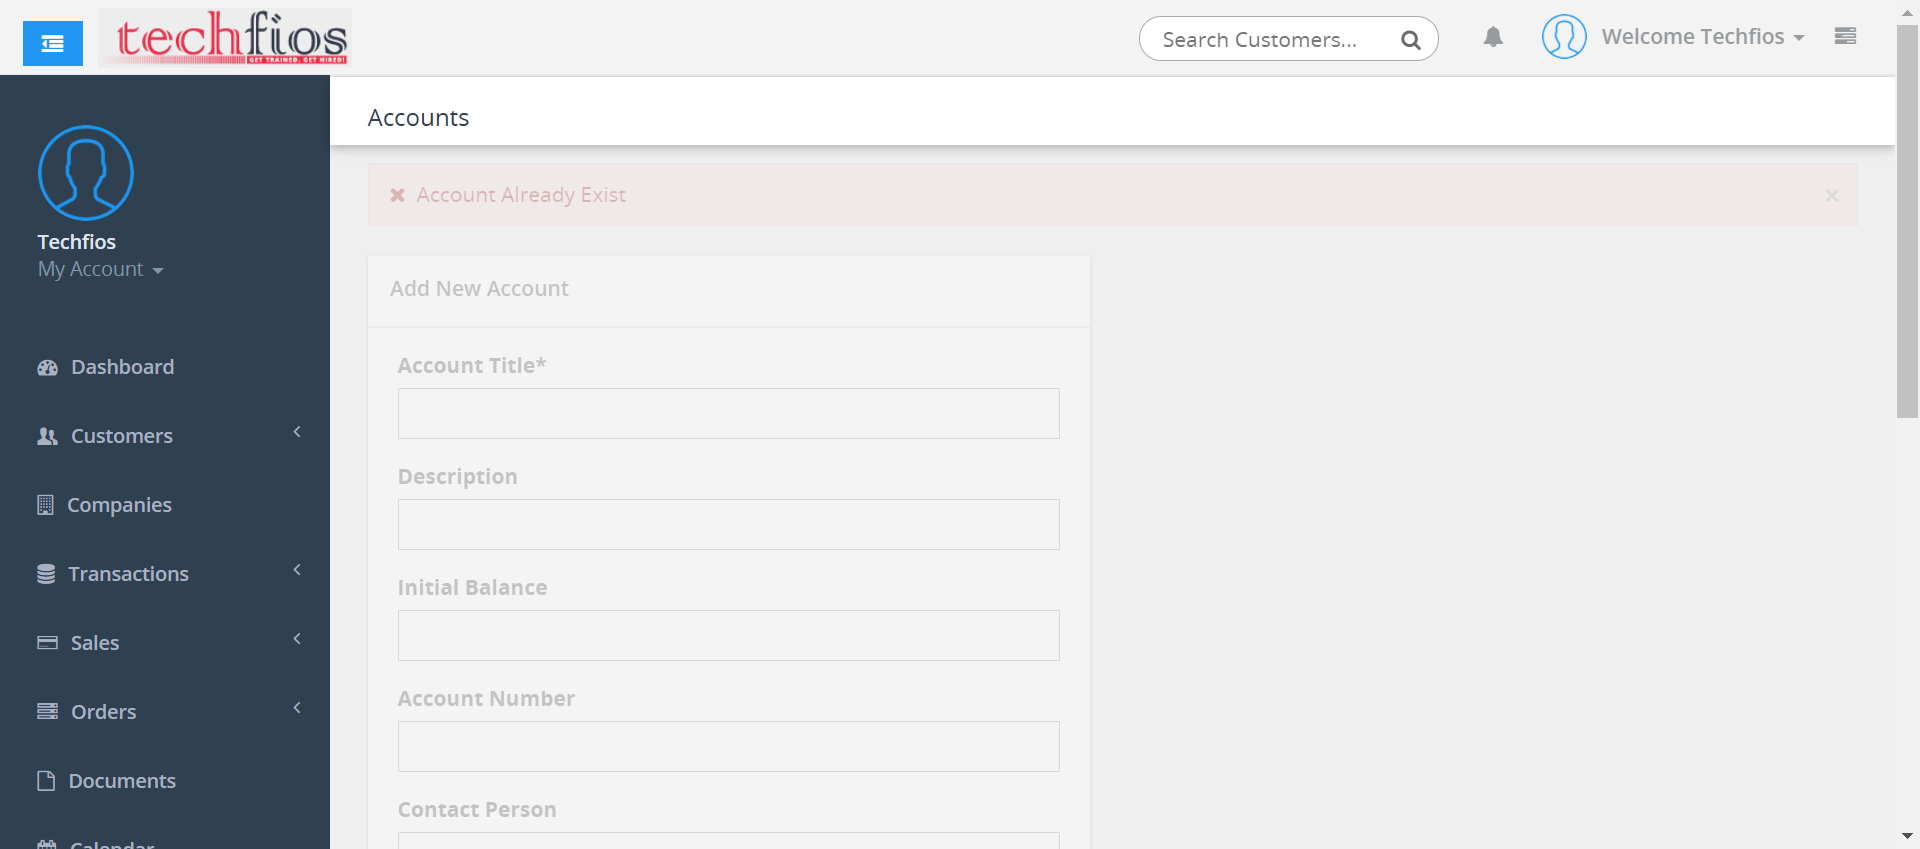 techfios
GET TRAINED. GET HIRED!
Search Customers...
Welcome Techfios
Accounts
Techfios
My Account
Dashboard
Customers
Companies
Transactions
Sales
Orders
Documents
Calendar
Account Already Exist
×
Add New Account
Account Title*
Description
Initial Balance
Account Number
Contact Person